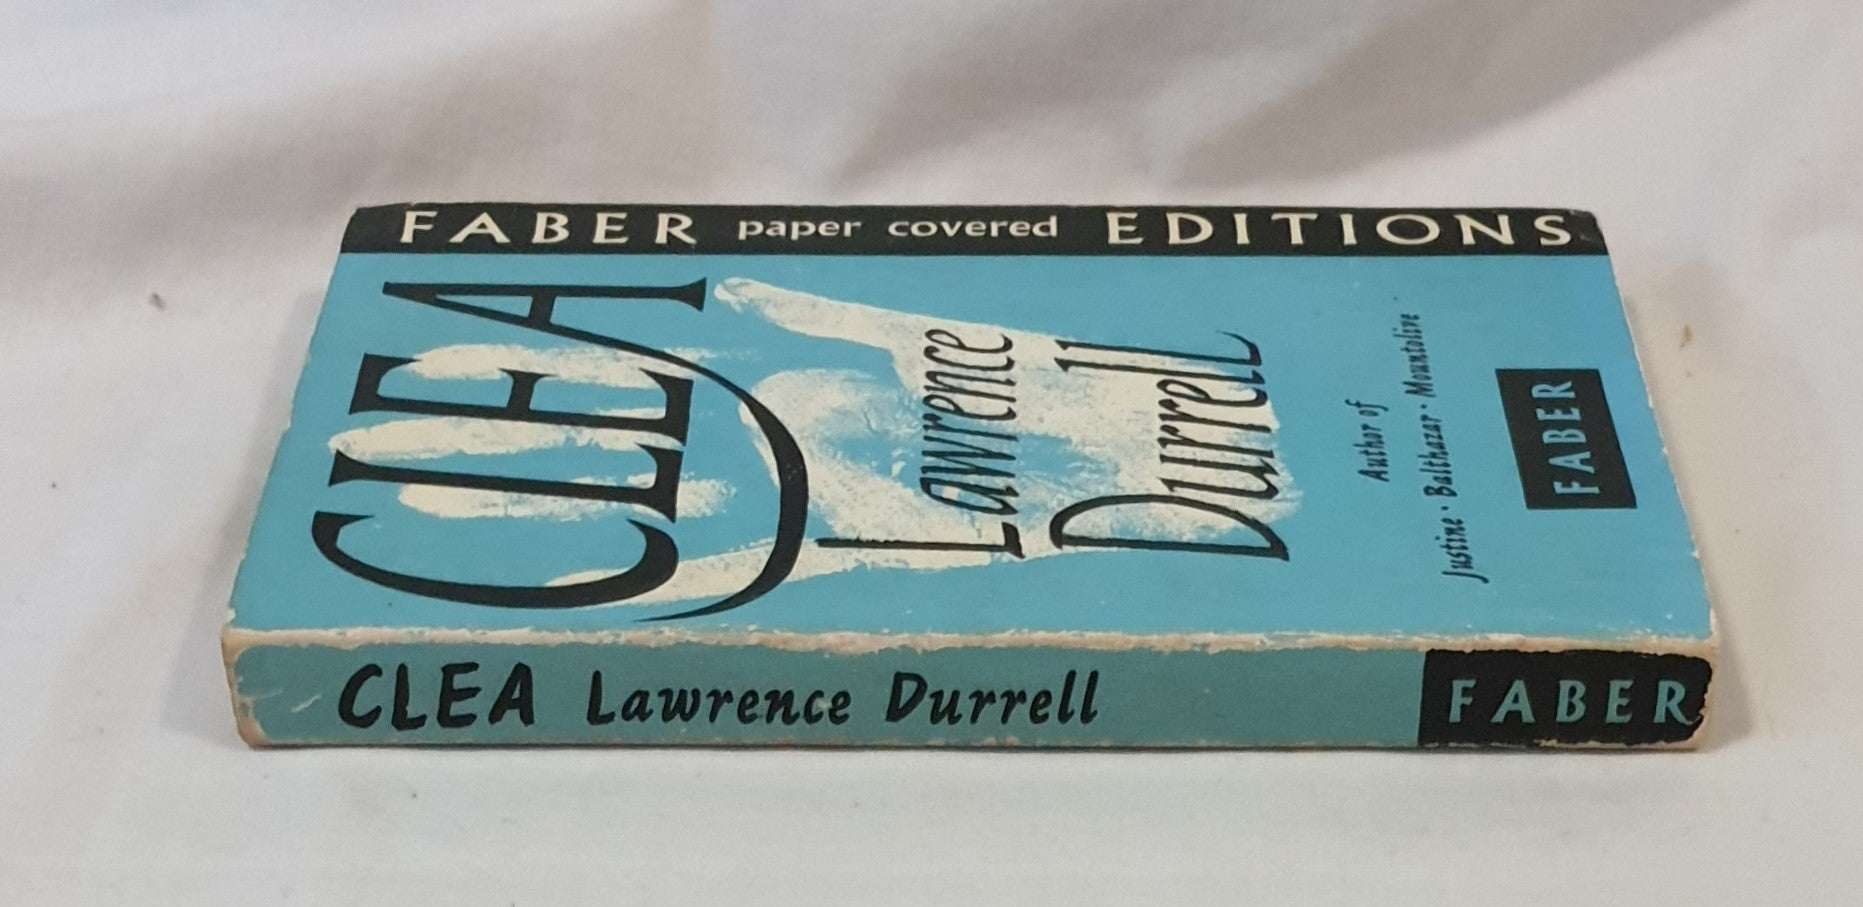 FABER paper covered EDITIONS
CLEA
Lawrence
Durrell
Author of
Justine · Balthazar · Mountolive
FABER
CLEA Lawrence Durrell
FABER